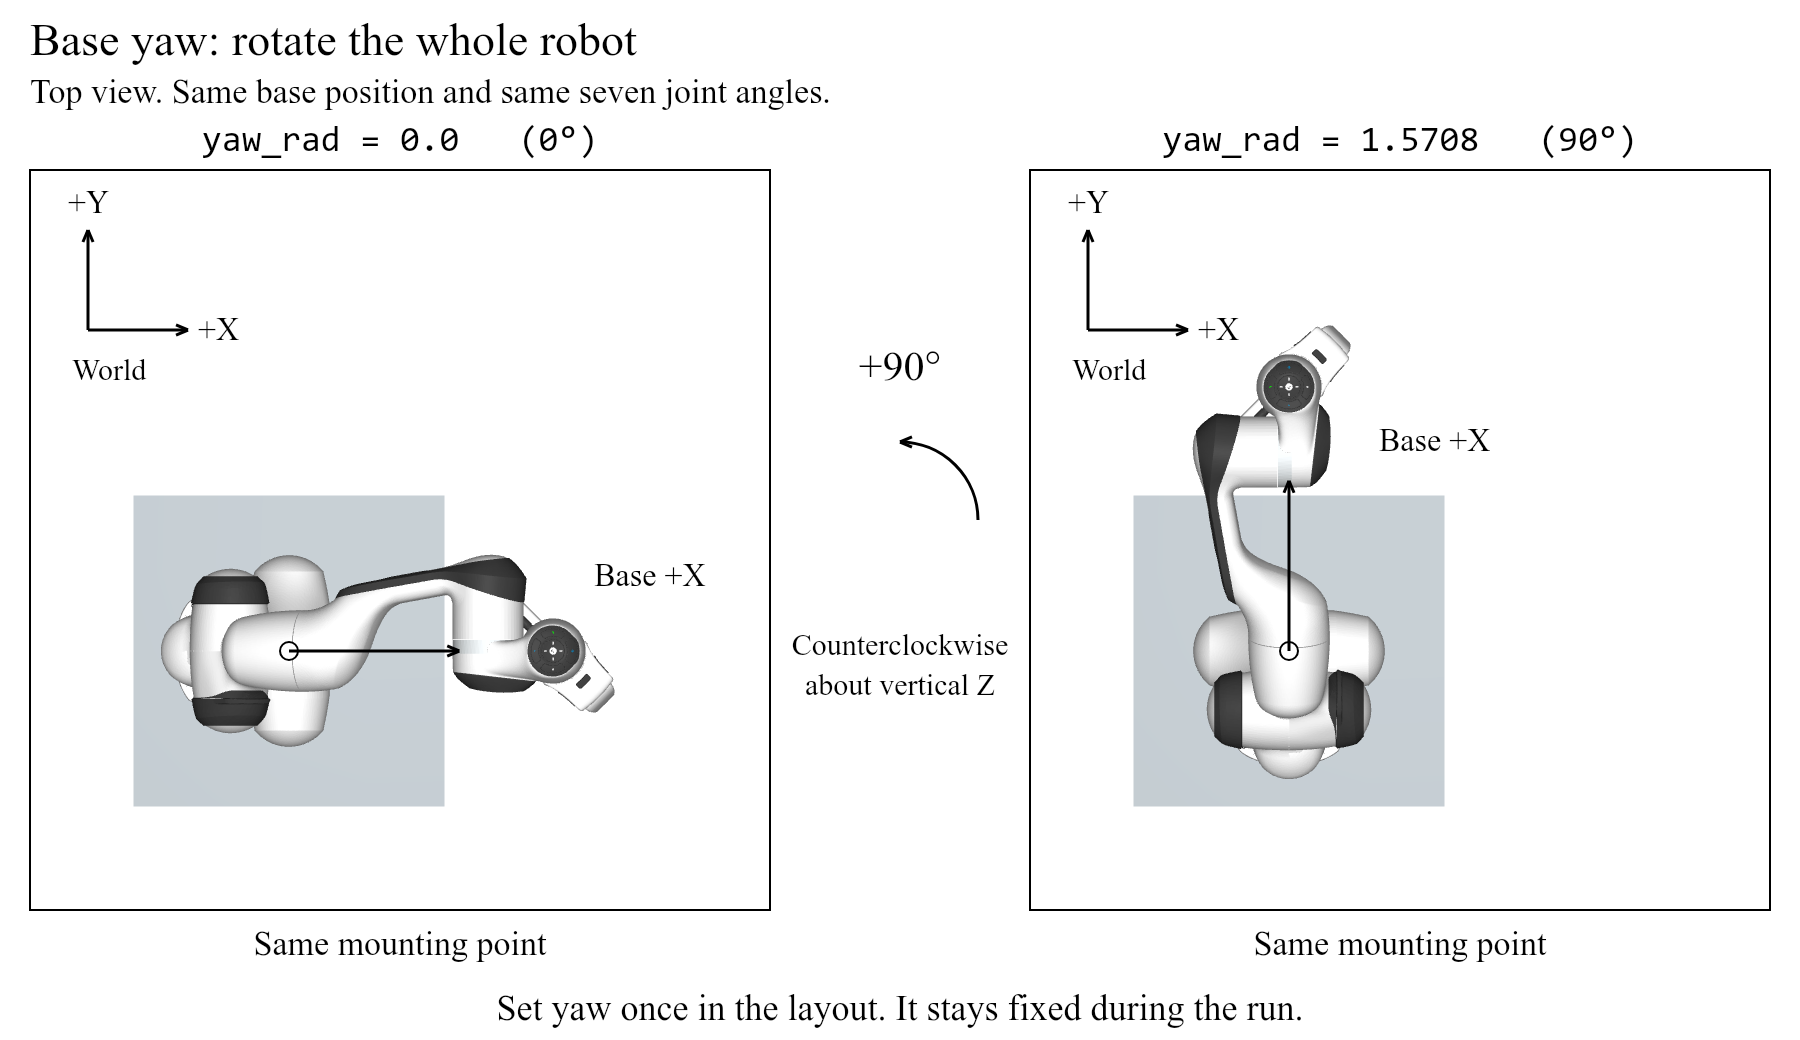 Base yaw: rotate the whole robot
Top view. Same base position and same seven joint angles.
yaw_rad = 0.0   (0°)
yaw_rad = 1.5708   (90°)
+Y
+X
World
Base +X
+90°
Counterclockwise
about vertical Z
+Y
+X
World
Base +X
Same mounting point
Same mounting point
Set yaw once in the layout. It stays fixed during the run.